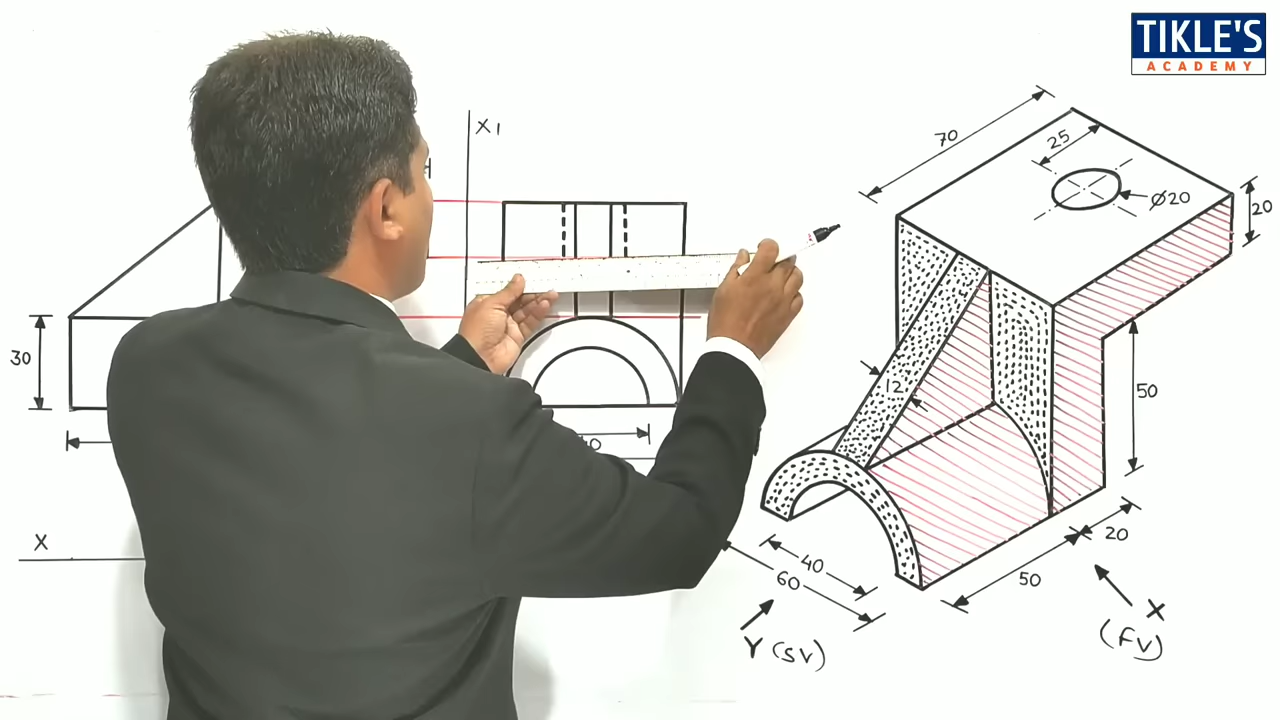 TIKLE'S
ACADEMY
X1
H
30
X
70
25
Ø20
20
12
50
40
60
20
50
X
(FV)
Y (SV)